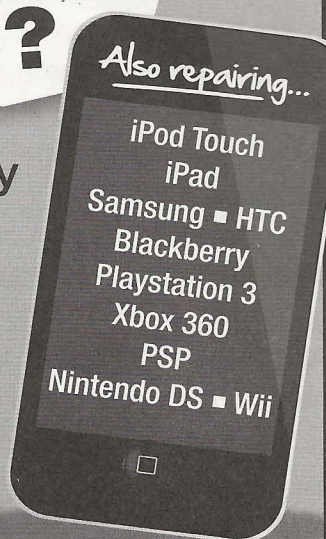 ?
Also repairing...
y
iPod Touch
iPad
Samsung ▪ HTC
Blackberry
Playstation 3
Xbox 360
PSP
Nintendo DS ▪ Wii